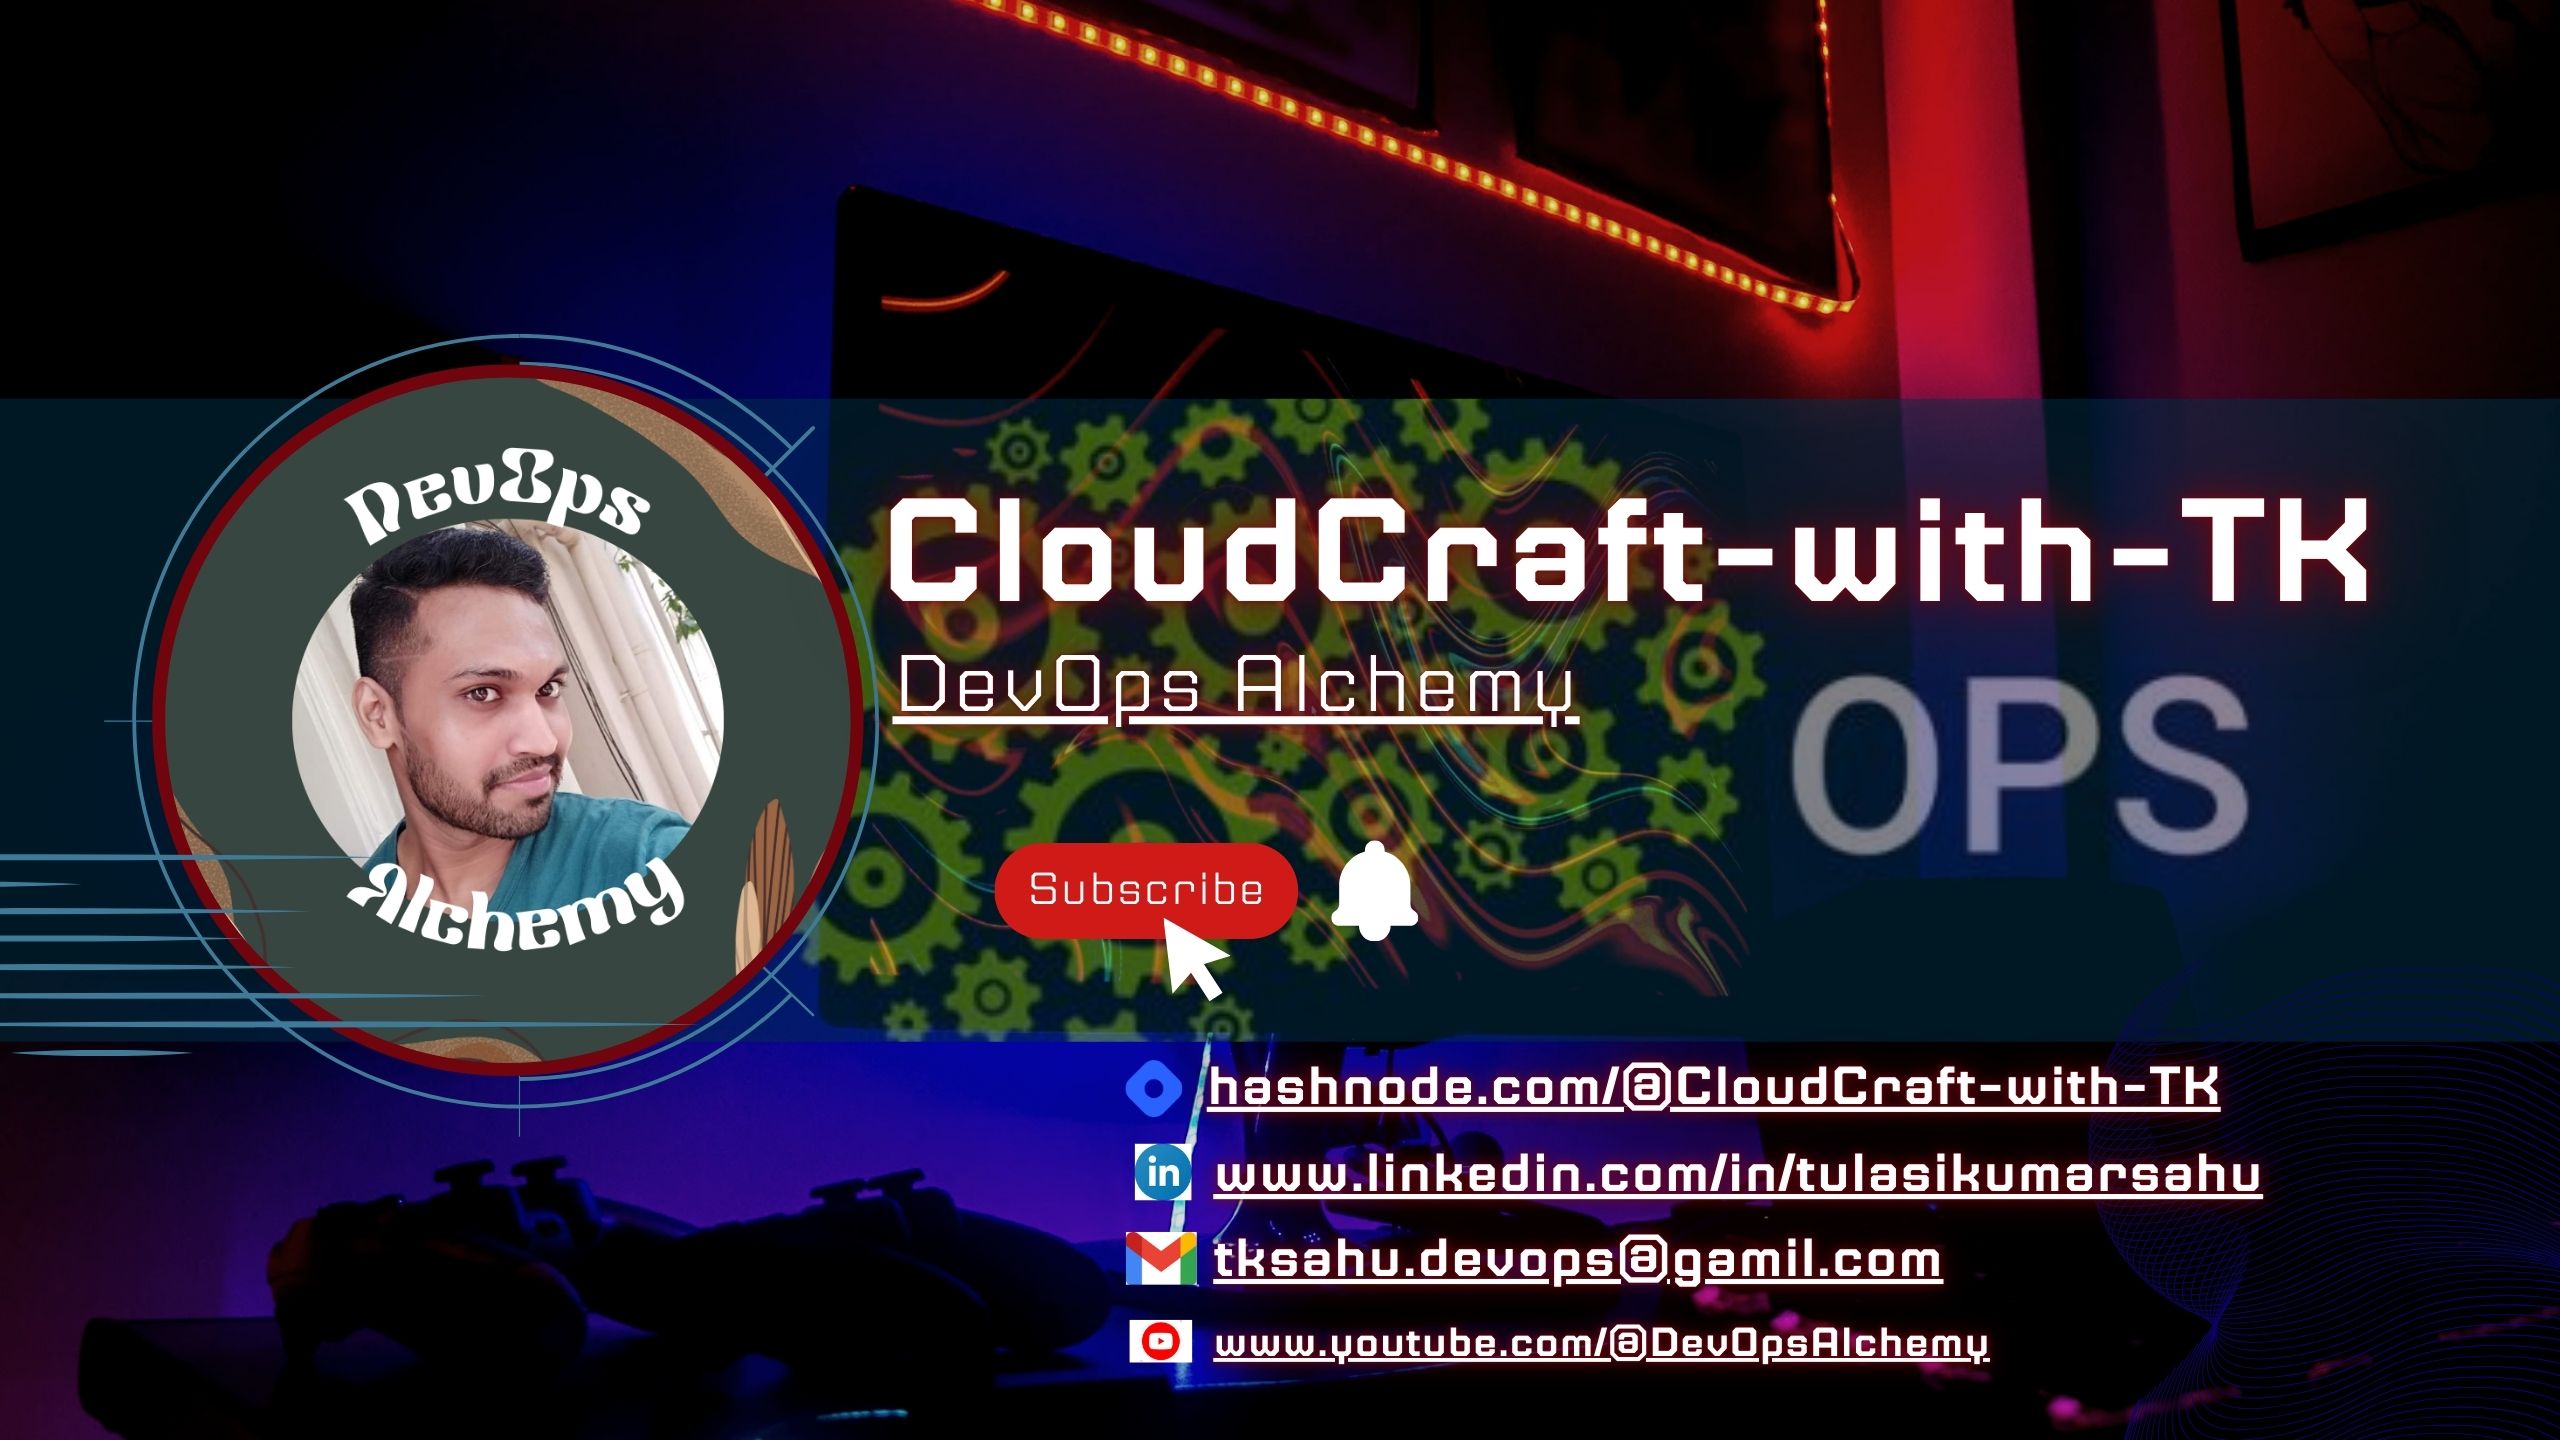 DevOps
Alchemy
CloudCraft-with-TK
DevOps Alchemy
OPS
Subscribe
hashnode.com/@CloudCraft-with-TK
in www.linkedin.com/in/tulasikumarsahu
tksahu.devops@gamil.com
www.youtube.com/@DevOpsAlchemy